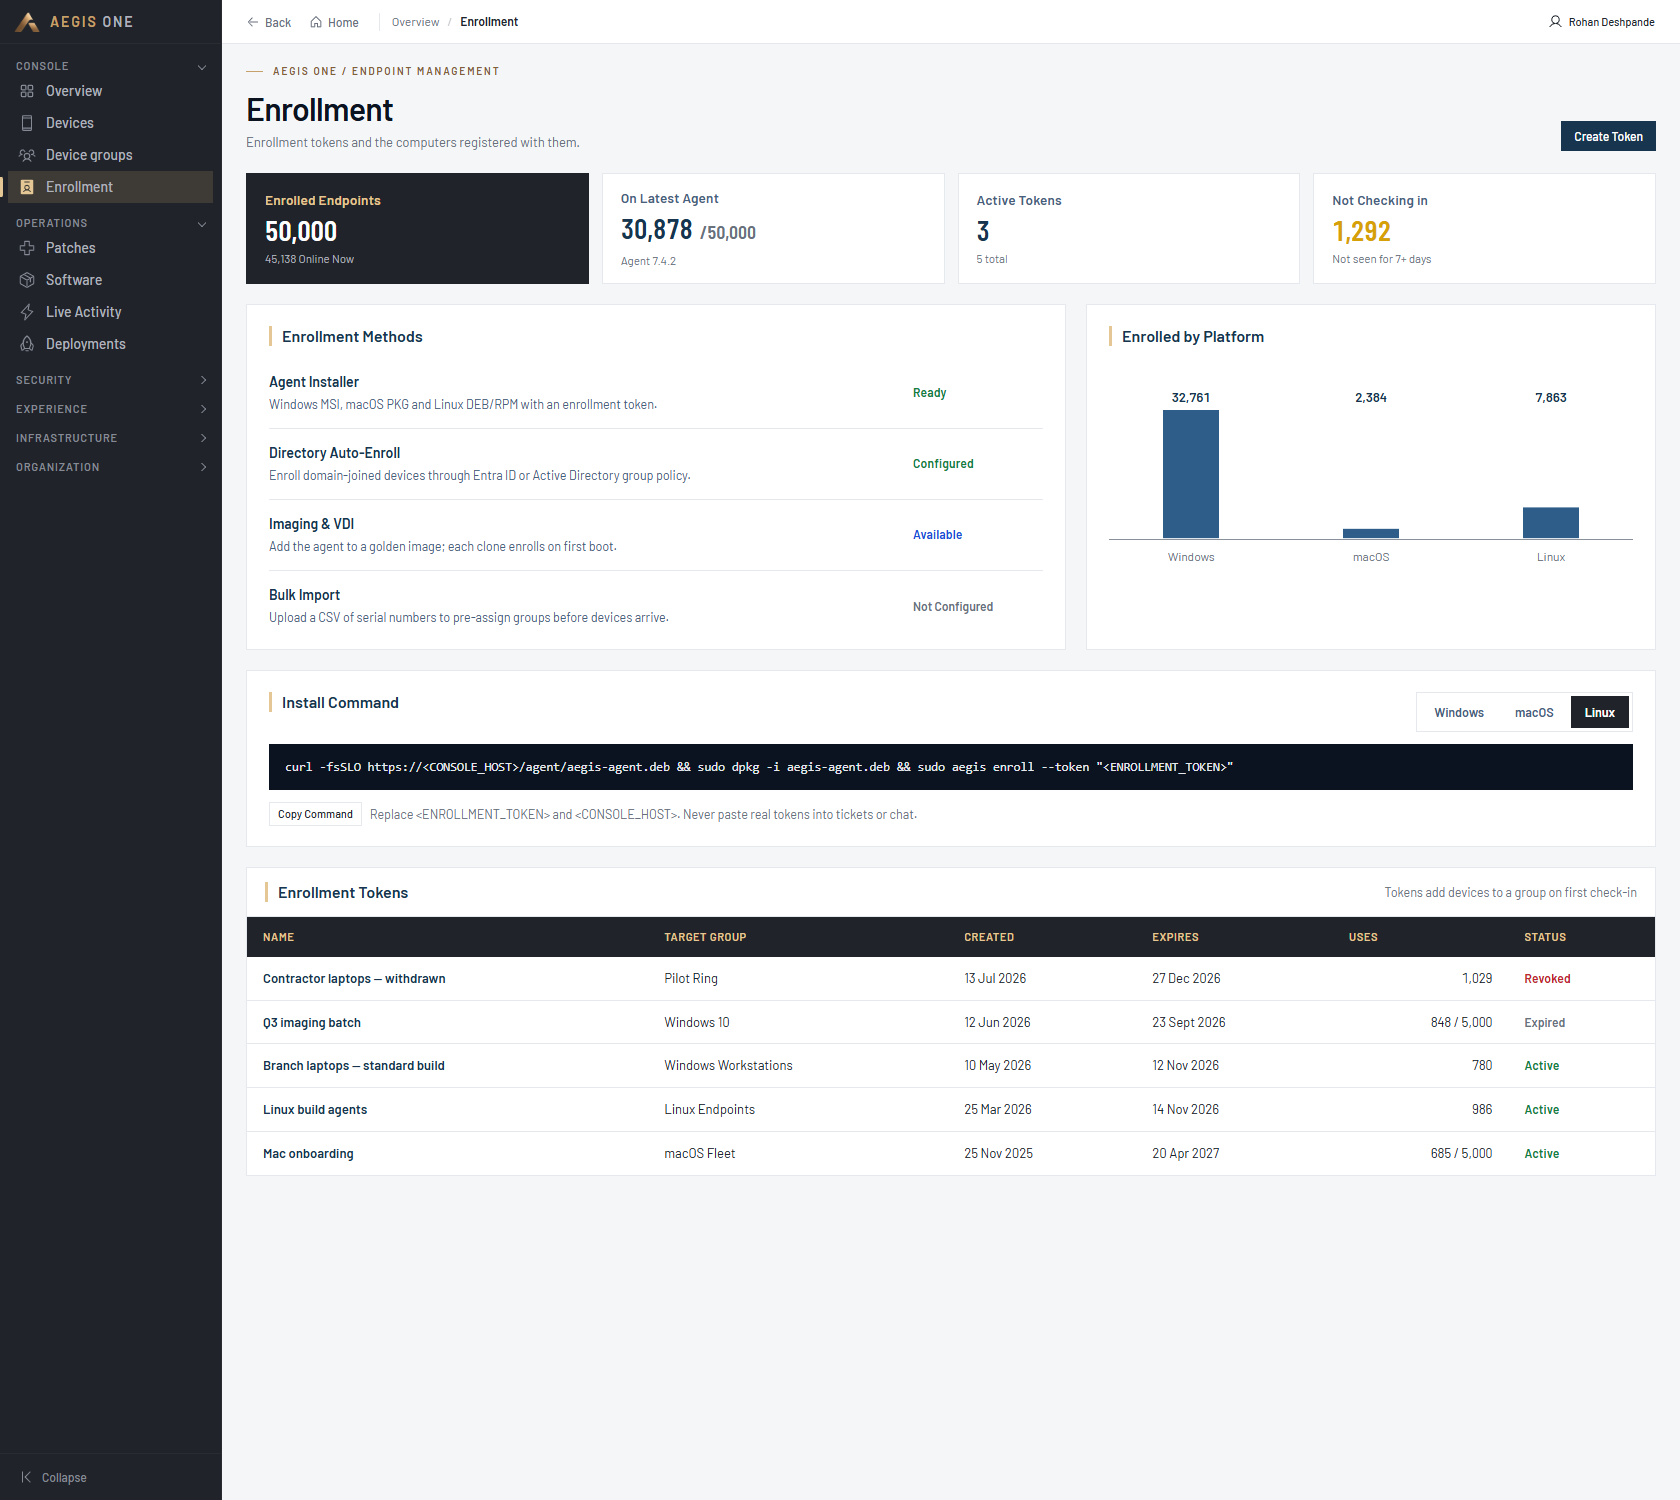 AEGIS ONE
CONSOLE
Overview
Devices
Device groups
Enrollment
OPERATIONS
Patches
Software
Live Activity
Deployments
SECURITY
EXPERIENCE
INFRASTRUCTURE
ORGANIZATION
Collapse
Back Home Overview / Enrollment
Rohan Deshpande
AEGIS ONE / ENDPOINT MANAGEMENT
Enrollment
Enrollment tokens and the computers registered with them.
Create Token
Enrolled Endpoints
50,000
45,138 Online Now
On Latest Agent
30,878 /50,000
Agent 7.4.2
Active Tokens
3
5 total
Not Checking in
1,292
Not seen for 7+ days
Enrollment Methods
Agent Installer
Windows MSI, macOS PKG and Linux DEB/RPM with an enrollment token.
Ready
Directory Auto-Enroll
Enroll domain-joined devices through Entra ID or Active Directory group policy.
Configured
Imaging & VDI
Add the agent to a golden image; each clone enrolls on first boot.
Available
Bulk Import
Upload a CSV of serial numbers to pre-assign groups before devices arrive.
Not Configured
Enrolled by Platform
32,761 2,384 7,863
Windows macOS Linux
Install Command
Windows macOS Linux
curl -fsSLO https://<CONSOLE_HOST>/agent/aegis-agent.deb && sudo dpkg -i aegis-agent.deb && sudo aegis enroll --token "<ENROLLMENT_TOKEN>"
Copy Command
Replace <ENROLLMENT_TOKEN> and <CONSOLE_HOST>. Never paste real tokens into tickets or chat.
Enrollment Tokens
Tokens add devices to a group on first check-in
NAME TARGET GROUP CREATED EXPIRES USES STATUS
Contractor laptops – withdrawn Pilot Ring 13 Jul 2026 27 Dec 2026 1,029 Revoked
Q3 imaging batch Windows 10 12 Jun 2026 23 Sept 2026 848 / 5,000 Expired
Branch laptops – standard build Windows Workstations 10 May 2026 12 Nov 2026 780 Active
Linux build agents Linux Endpoints 25 Mar 2026 14 Nov 2026 986 Active
Mac onboarding macOS Fleet 25 Nov 2025 20 Apr 2027 685 / 5,000 Active